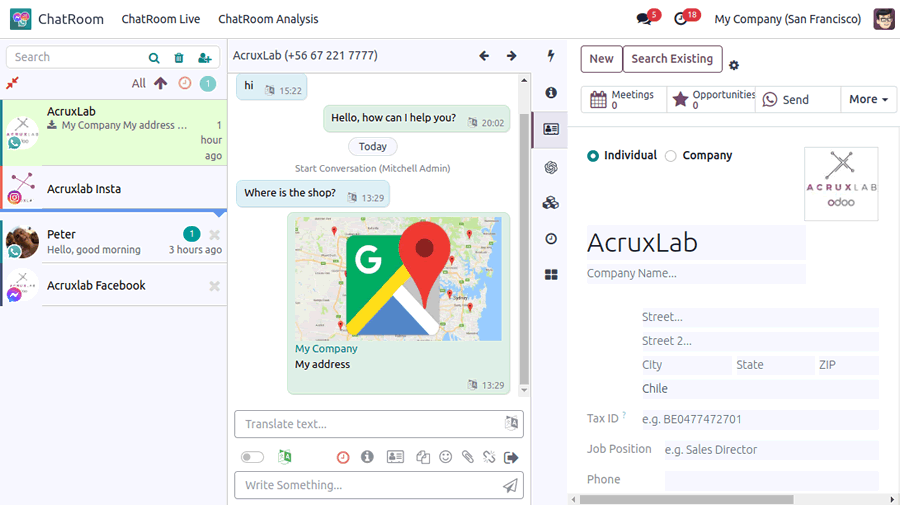 ChatRoom
ChatRoom Live
ChatRoom Analysis
5
18
My Company (San Francisco)
Search
All
1
AcruxLab
My Company My address ...
1 hour ago
Acruxlab Insta
Peter
1
Hello, good morning
3 hours ago
Acruxlab Facebook
AcruxLab (+56 67 221 7777)
hi
15:22
Hello, how can I help you?
20:02
Today
Start Conversation (Mitchell Admin)
Where is the shop?
13:29
G
My Company
My address
13:29
Translate text...
Write Something...
New
Search Existing
Meetings
0
Opportunities
0
Send
More
Individual
Company
ACRUXLAB
odoo
AcruxLab
Company Name...
Street...
Street 2...
City
State
ZIP
Chile
Tax ID ?
e.g. BE0477472701
Job Position
e.g. Sales Director
Phone